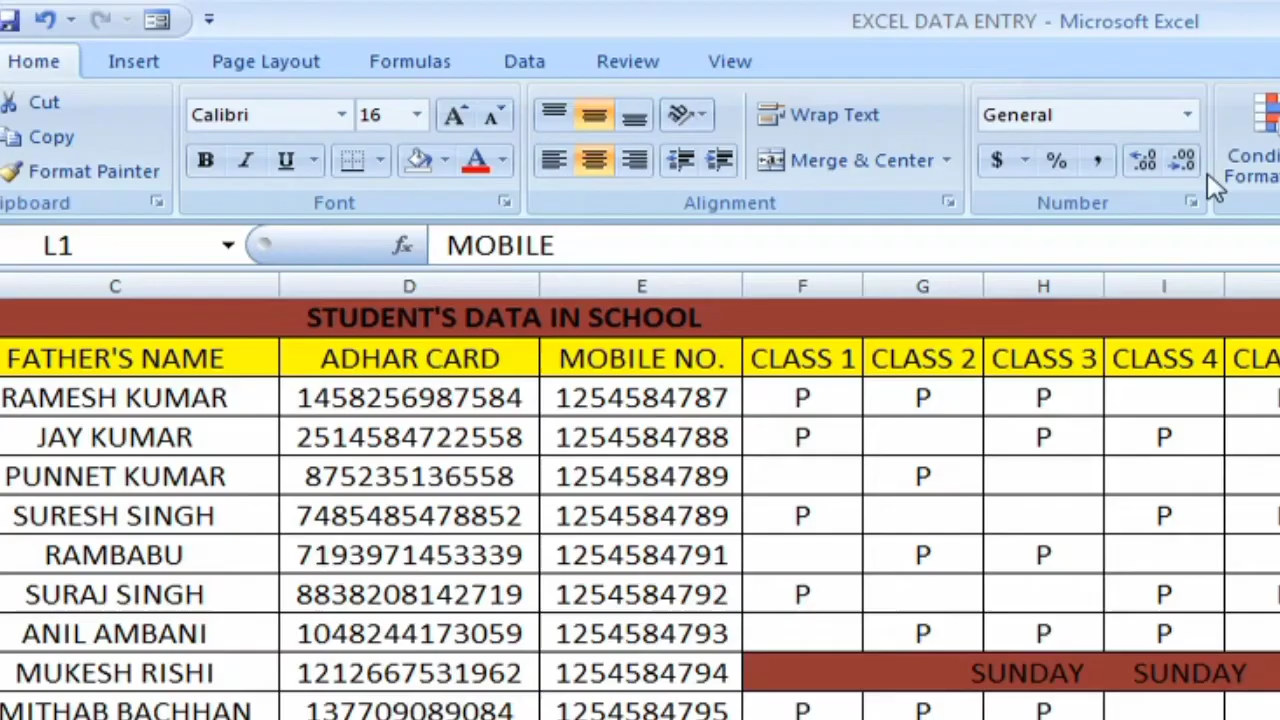 EXCEL DATA ENTRY - Microsoft Excel
Home Insert Page Layout Formulas Data Review View
Cut
Copy
Format Painter
Calibri 16
B I U A
Wrap Text
Merge & Center
General
$ % ,
Font Alignment Number
L1 fx MOBILE
C D E F G H I
STUDENT'S DATA IN SCHOOL
FATHER'S NAME ADHAR CARD MOBILE NO. CLASS 1 CLASS 2 CLASS 3 CLASS 4
RAMESH KUMAR 1458256987584 1254584787 P P P
JAY KUMAR 2514584722558 1254584788 P P P
PUNNET KUMAR 875235136558 1254584789 P
SURESH SINGH 7485485478852 1254584789 P P
RAMBABU 7193971453339 1254584791 P P
SURAJ SINGH 8838208142719 1254584792 P P
ANIL AMBANI 1048244173059 1254584793 P P P
MUKESH RISHI 1212667531962 1254584794 SUNDAY SUNDAY
MITHAB BACHHAN 137709089084 1254584795 P P P